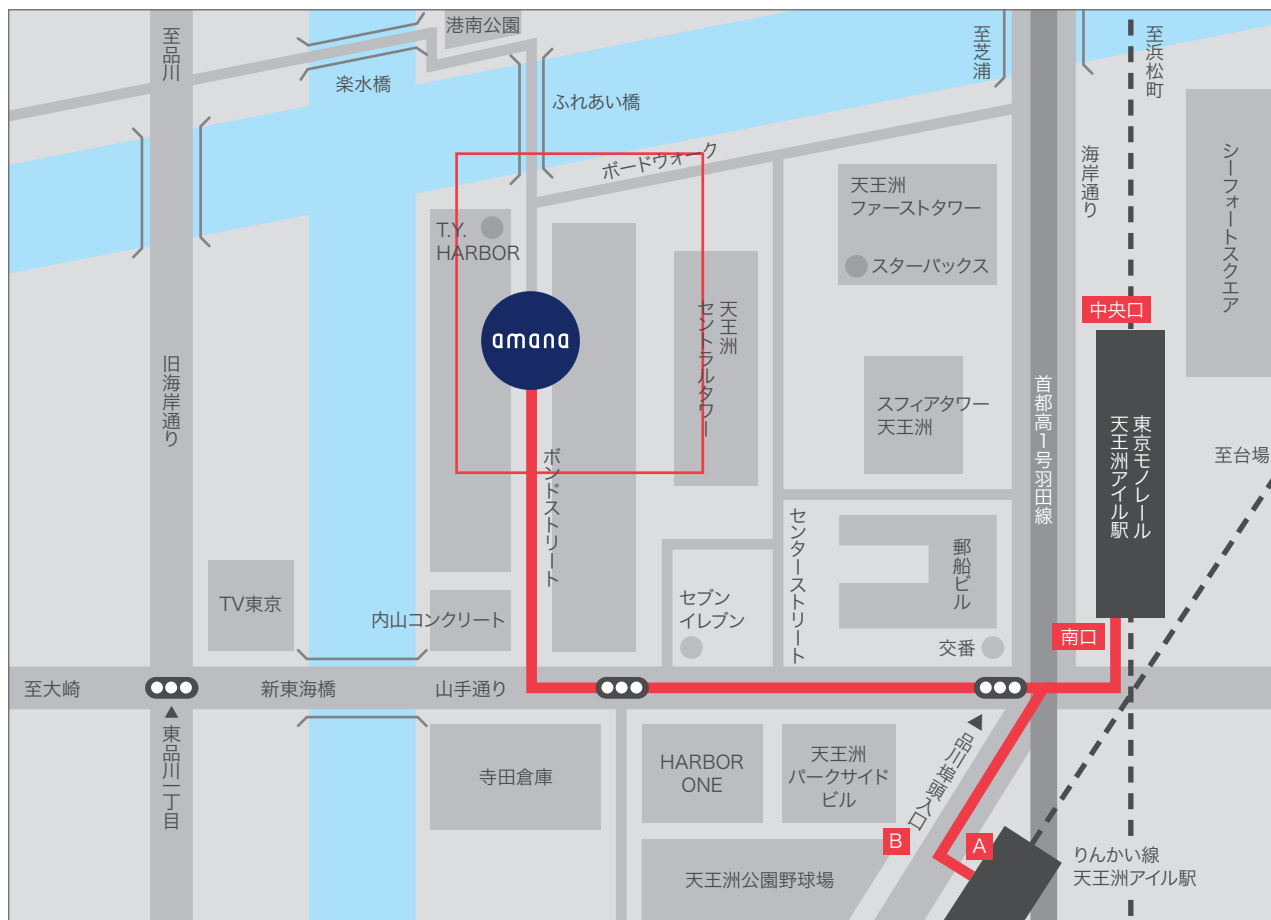 港南公園
至品川
楽水橋
ふれあい橋
至芝浦
至浜松町
ボードウォーク
海岸通り
シーフォートスクエア
天王洲
ファーストタワー
スターバックス
T.Y.
HARBOR
amana
天王洲
セントラルタワー
中央口
旧海岸通り
スフィアタワー
天王洲
首都高1号羽田線
東京モノレール
天王洲アイル駅
至台場
ボンドストリート
センターストリート
郵船ビル
TV東京
内山コンクリート
セブン
イレブン
交番
南口
至大崎
新東海橋
山手通り
東品川一丁目
寺田倉庫
HARBOR
ONE
天王洲
パークサイド
ビル
品川埠頭入口
B
A
天王洲公園野球場
りんかい線
天王洲アイル駅